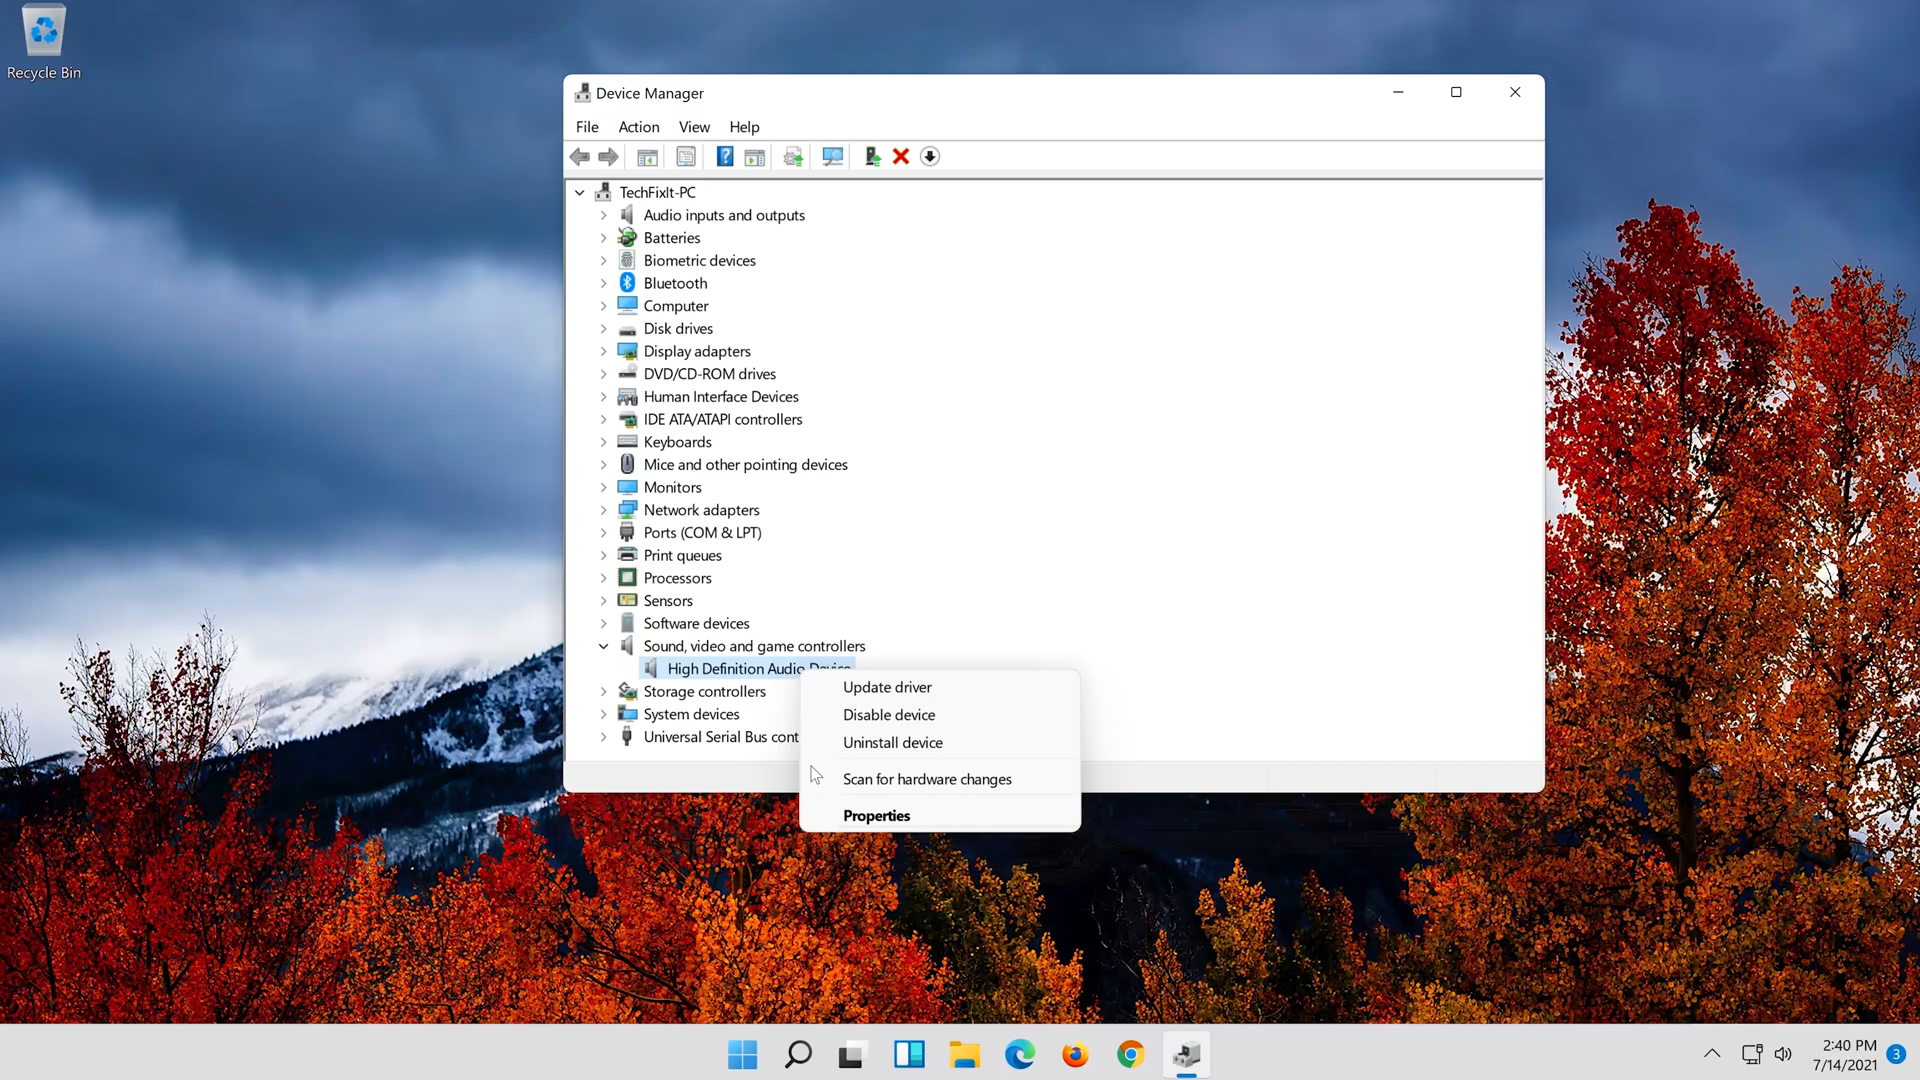 Recycle Bin
Device Manager
File Action View Help
TechFixIt-PC
Audio inputs and outputs
Batteries
Biometric devices
Bluetooth
Computer
Disk drives
Display adapters
DVD/CD-ROM drives
Human Interface Devices
IDE ATA/ATAPI controllers
Keyboards
Mice and other pointing devices
Monitors
Network adapters
Ports (COM & LPT)
Print queues
Processors
Sensors
Software devices
Sound, video and game controllers
High Definition Audio Device
Storage controllers
System devices
Universal Serial Bus cont
Update driver
Disable device
Uninstall device
Scan for hardware changes
Properties
2:40 PM
7/14/2021
3